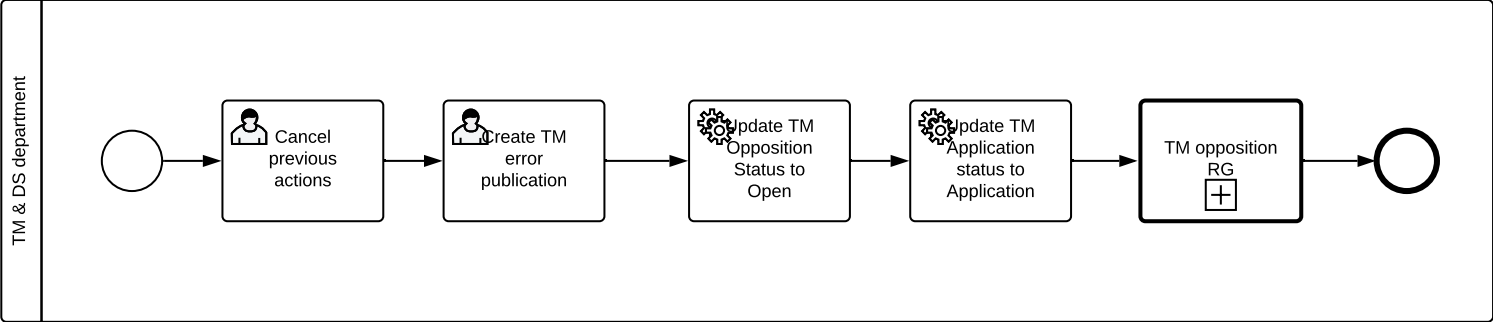 TM & DS department
Cancel
previous
actions
Create TM
error
publication
Update TM
Opposition
Status to
Open
Update TM
Application
status to
Application
TM opposition
RG